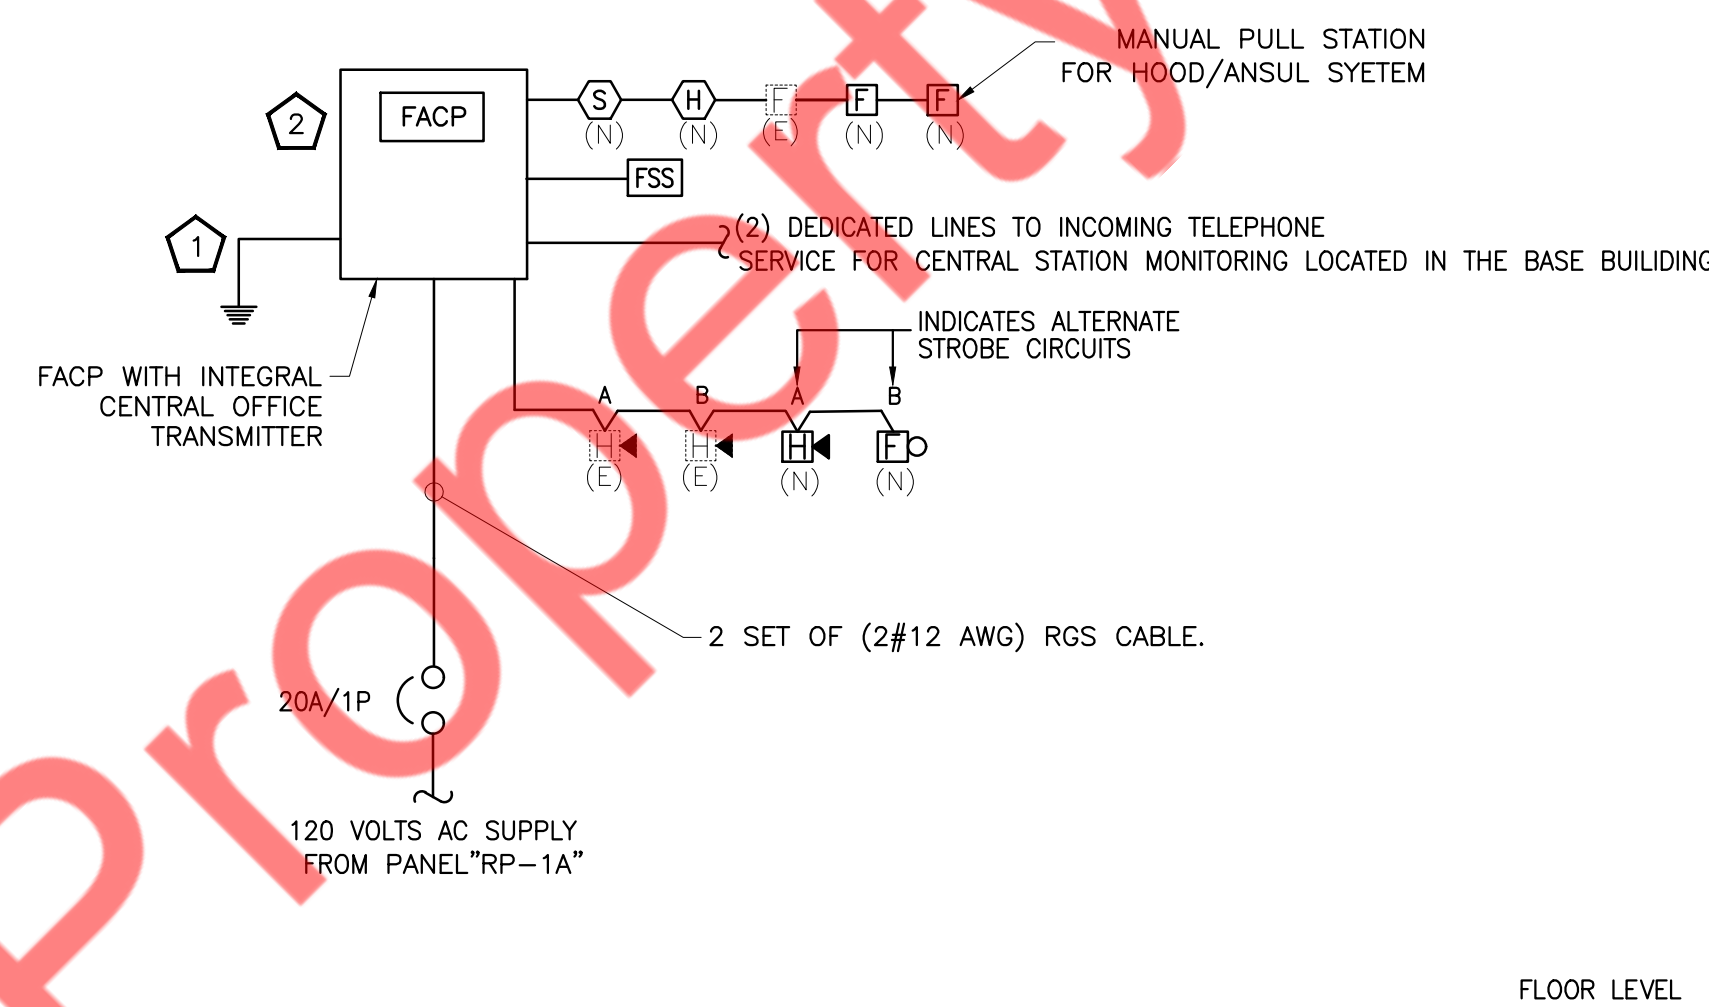 MANUAL PULL STATION
FOR HOOD/ANSUL SYETEM
2
FACP
S
H
F
F
F
(N)
(N)
(E)
(N)
(N)
FSS
1
(2) DEDICATED LINES TO INCOMING TELEPHONE
SERVICE FOR CENTRAL STATION MONITORING LOCATED IN THE BASE BUILIDING
INDICATES ALTERNATE
STROBE CIRCUITS
FACP WITH INTEGRAL
CENTRAL OFFICE
TRANSMITTER
A
B
A
B
H
H
H
F
(E)
(E)
(N)
(N)
2 SET OF (2#12 AWG) RGS CABLE.
20A/1P
120 VOLTS AC SUPPLY
FROM PANEL"RP-1A"
FLOOR LEVEL
Property